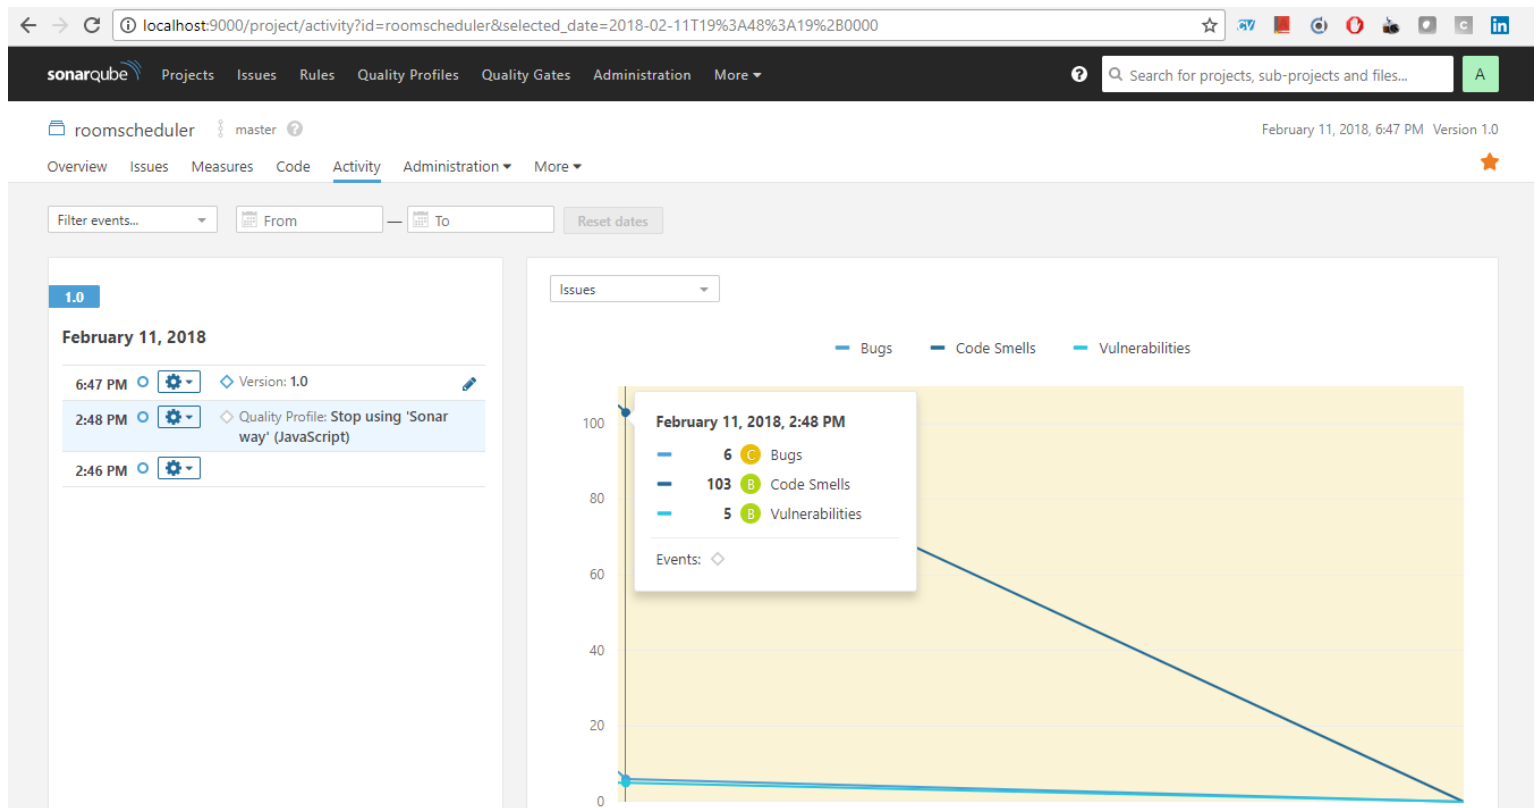 localhost:9000/project/activity?id=roomscheduler&selected_date=2018-02-11T19%3A48%3A19%2B0000
sonarqube Projects Issues Rules Quality Profiles Quality Gates Administration More ? Search for projects, sub-projects and files... A
roomscheduler master ? February 11, 2018, 6:47 PM Version 1.0
Overview Issues Measures Code Activity Administration More
Filter events... From — To Reset dates
1.0
February 11, 2018
6:47 PM Version: 1.0
2:48 PM Quality Profile: Stop using 'Sonar
way' (JavaScript)
2:46 PM
Issues
Bugs Code Smells Vulnerabilities
100
80
60
40
20
0
February 11, 2018, 2:48 PM
6 C Bugs
103 B Code Smells
5 B Vulnerabilities
Events: